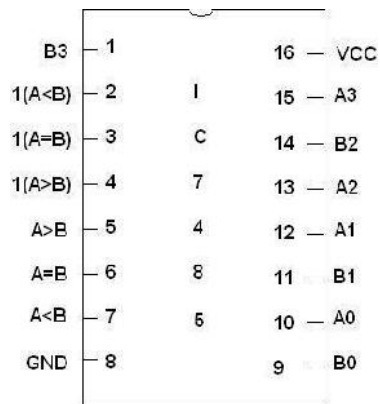 B3 1 16 VCC
1(A<B) 2 I 15 A3
1(A=B) 3 C 14 B2
1(A>B) 4 7 13 A2
A>B 5 4 12 A1
A=B 6 8 11 B1
A<B 7 5 10 A0
GND 8 9 B0